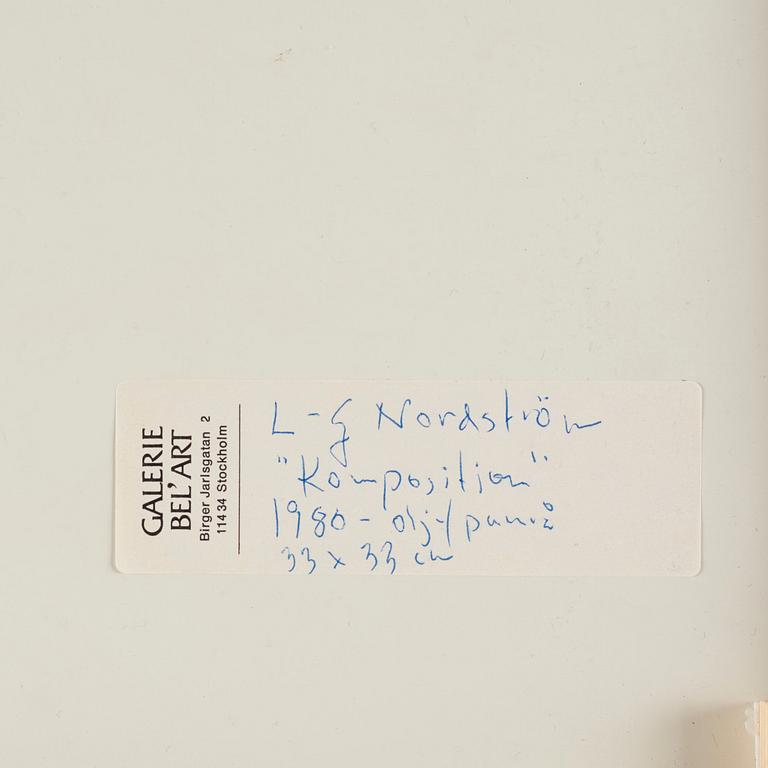 GALERIE
BEL'ART
Birger Jarlsgatan 2
114 34 Stockholm
L-G Nordström
"Komposition"
1980 - olja/pannå
33 x 33 cm